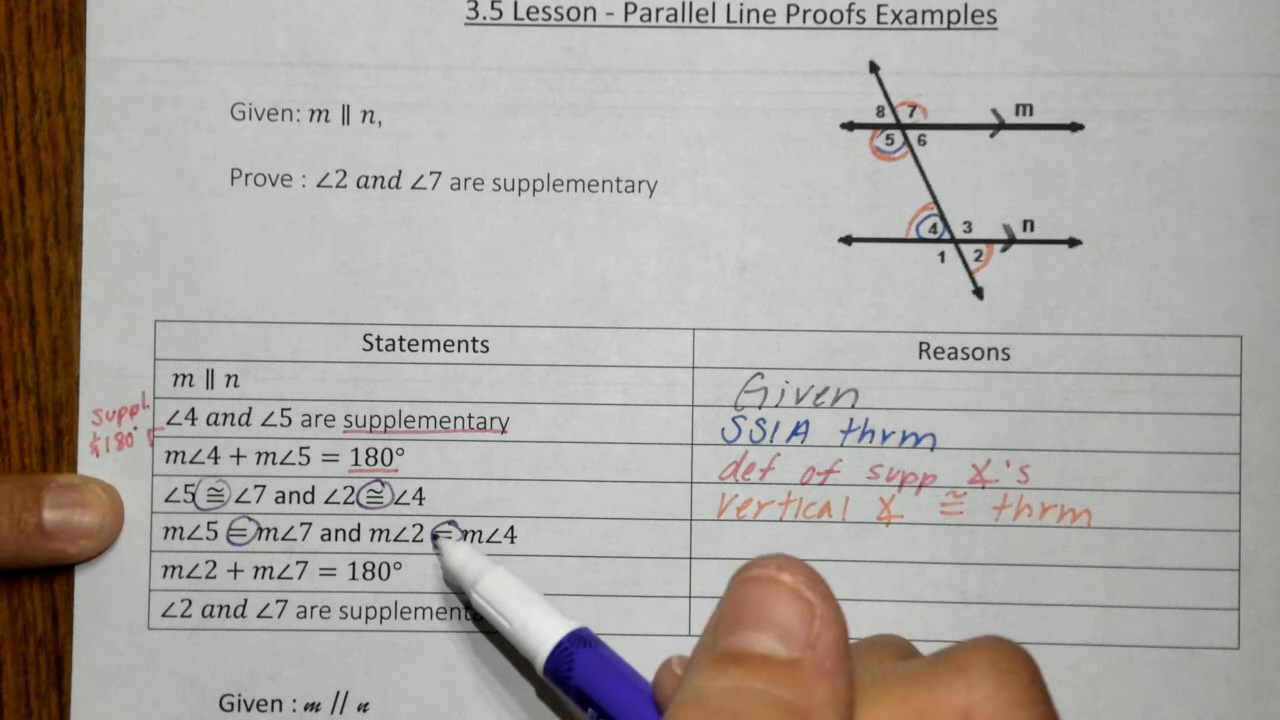 3.5 Lesson - Parallel Line Proofs Examples
Given: m ∥ n,
Prove : ∠2 and ∠7 are supplementary
8 7 m
5 6
4 3 n
1 2
Statements Reasons
m ∥ n Given
suppl.
∠4 and ∠5 are supplementary SSIA thrm
∡180°
m∠4 + m∠5 = 180° def of supp ∡'s
∠5 ≅ ∠7 and ∠2 ≅ ∠4 Vertical ∡ ≅ thrm
m∠5 = m∠7 and m∠2 = m∠4
m∠2 + m∠7 = 180°
∠2 and ∠7 are
Given : m // n